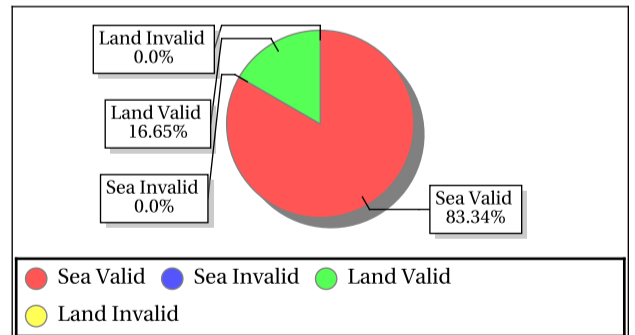 Land Invalid
0.0%
Land Valid
16.65%
Sea Invalid
0.0%
Sea Valid
83.34%
Sea Valid Sea Invalid Land Valid
Land Invalid